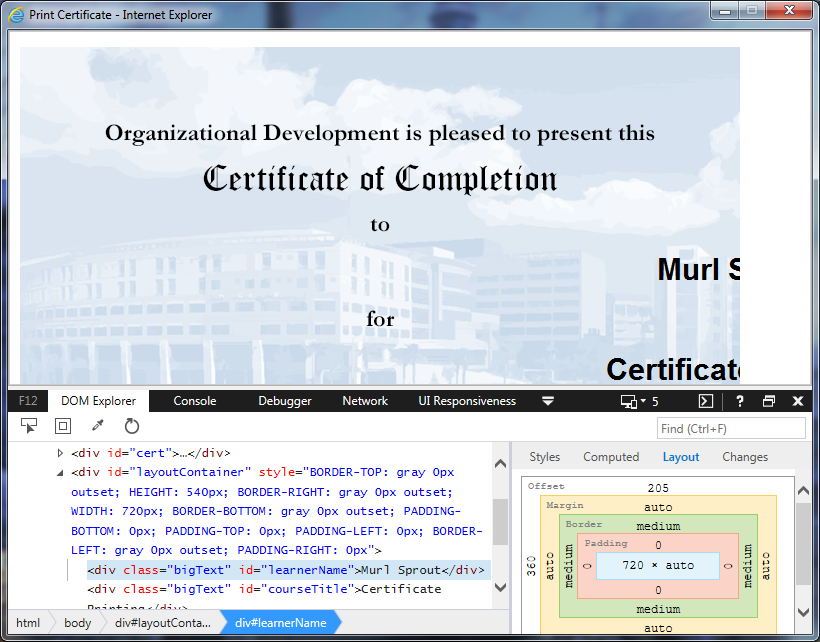 Print Certificate - Internet Explorer
Organizational Development is pleased to present this
Certificate of Completion
to
Murl S
for
Certificat
F12 DOM Explorer Console Debugger Network UI Responsiveness 5 ?
Find (Ctrl+F)
Styles Computed Layout Changes
<div id="cert">…</div>
<div id="layoutContainer" style="BORDER-TOP: gray 0px
outset; HEIGHT: 540px; BORDER-RIGHT: gray 0px outset;
WIDTH: 720px; BORDER-BOTTOM: gray 0px outset; PADDING-
BOTTOM: 0px; PADDING-TOP: 0px; PADDING-LEFT: 0px; BORDER-
LEFT: gray 0px outset; PADDING-RIGHT: 0px">
<div class="bigText" id="learnerName">Murl Sprout</div>
<div class="bigText" id="courseTitle">Certificate
Printing</div>
Offset 205
Margin auto
Border medium
Padding 0
360 auto medium 0 720 × auto 0 medium auto
0
medium
auto
html body div#layoutConta... div#learnerName